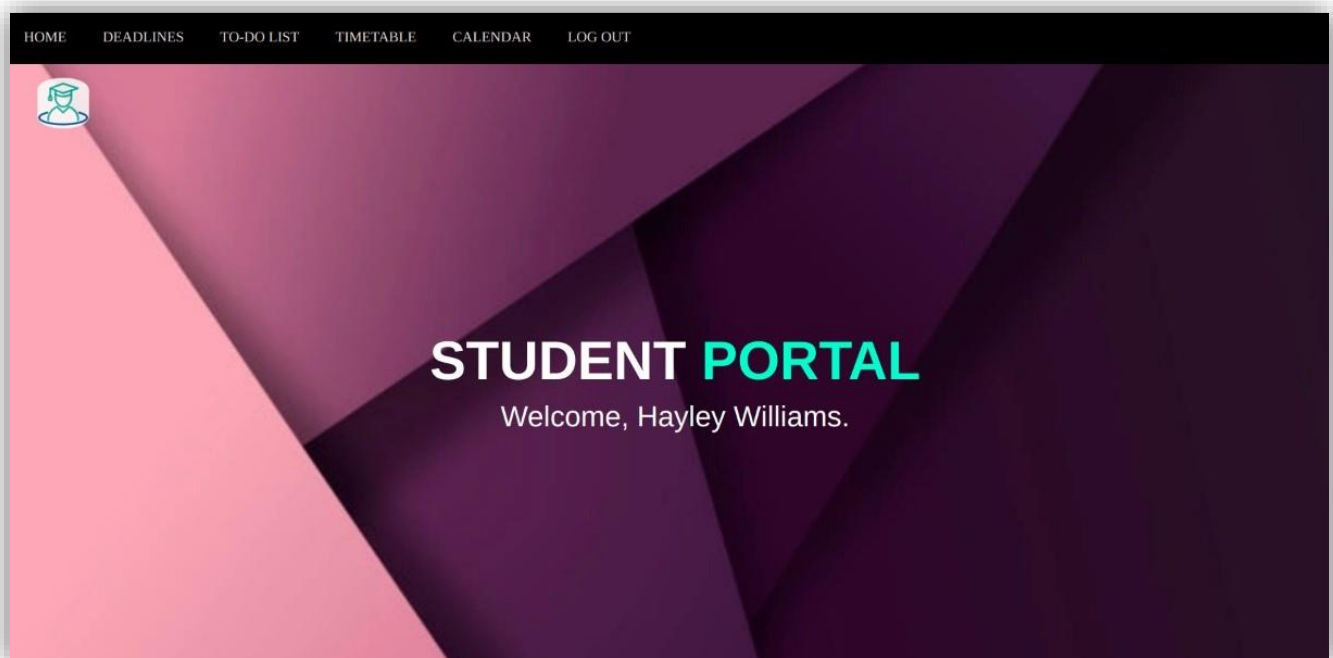 HOME DEADLINES TO-DO LIST TIMETABLE CALENDAR LOG OUT
STUDENT PORTAL
Welcome, Hayley Williams.